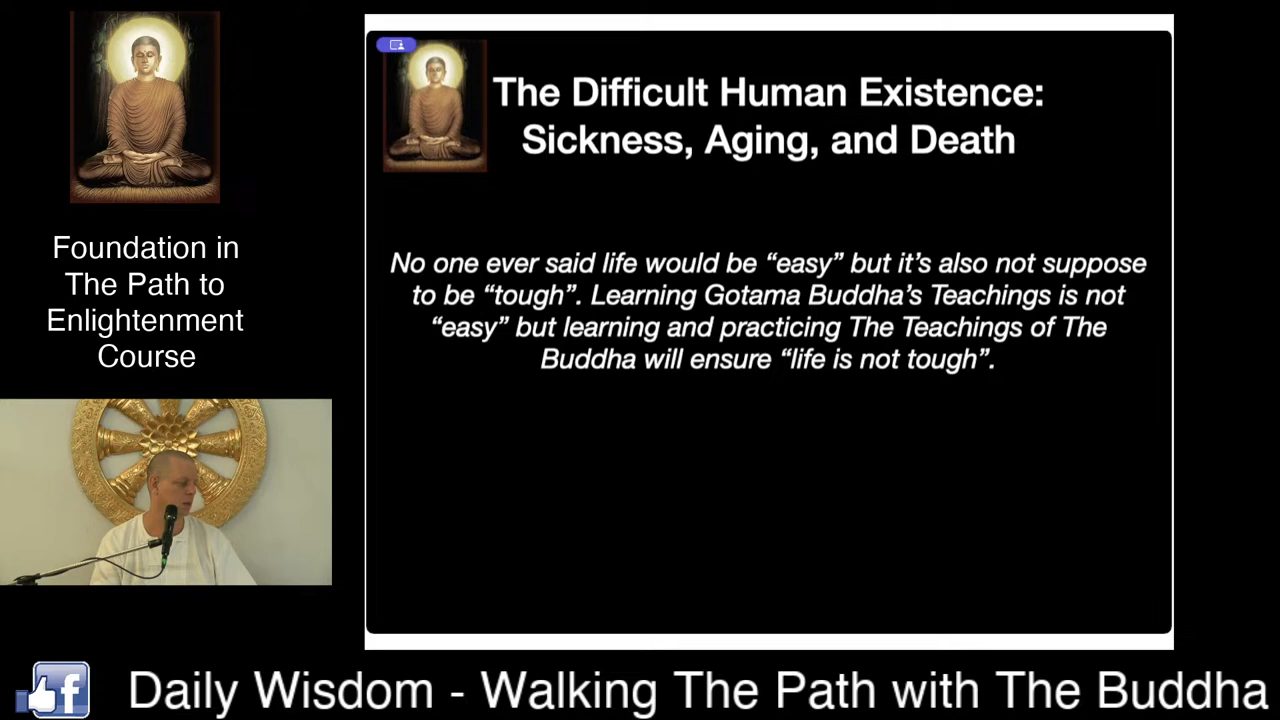 Foundation in
The Path to
Enlightenment
Course
The Difficult Human Existence:
Sickness, Aging, and Death
No one ever said life would be “easy” but it’s also not suppose
to be “tough”. Learning Gotama Buddha’s Teachings is not
“easy” but learning and practicing The Teachings of The
Buddha will ensure “life is not tough”.
f
Daily Wisdom - Walking The Path with The Buddha